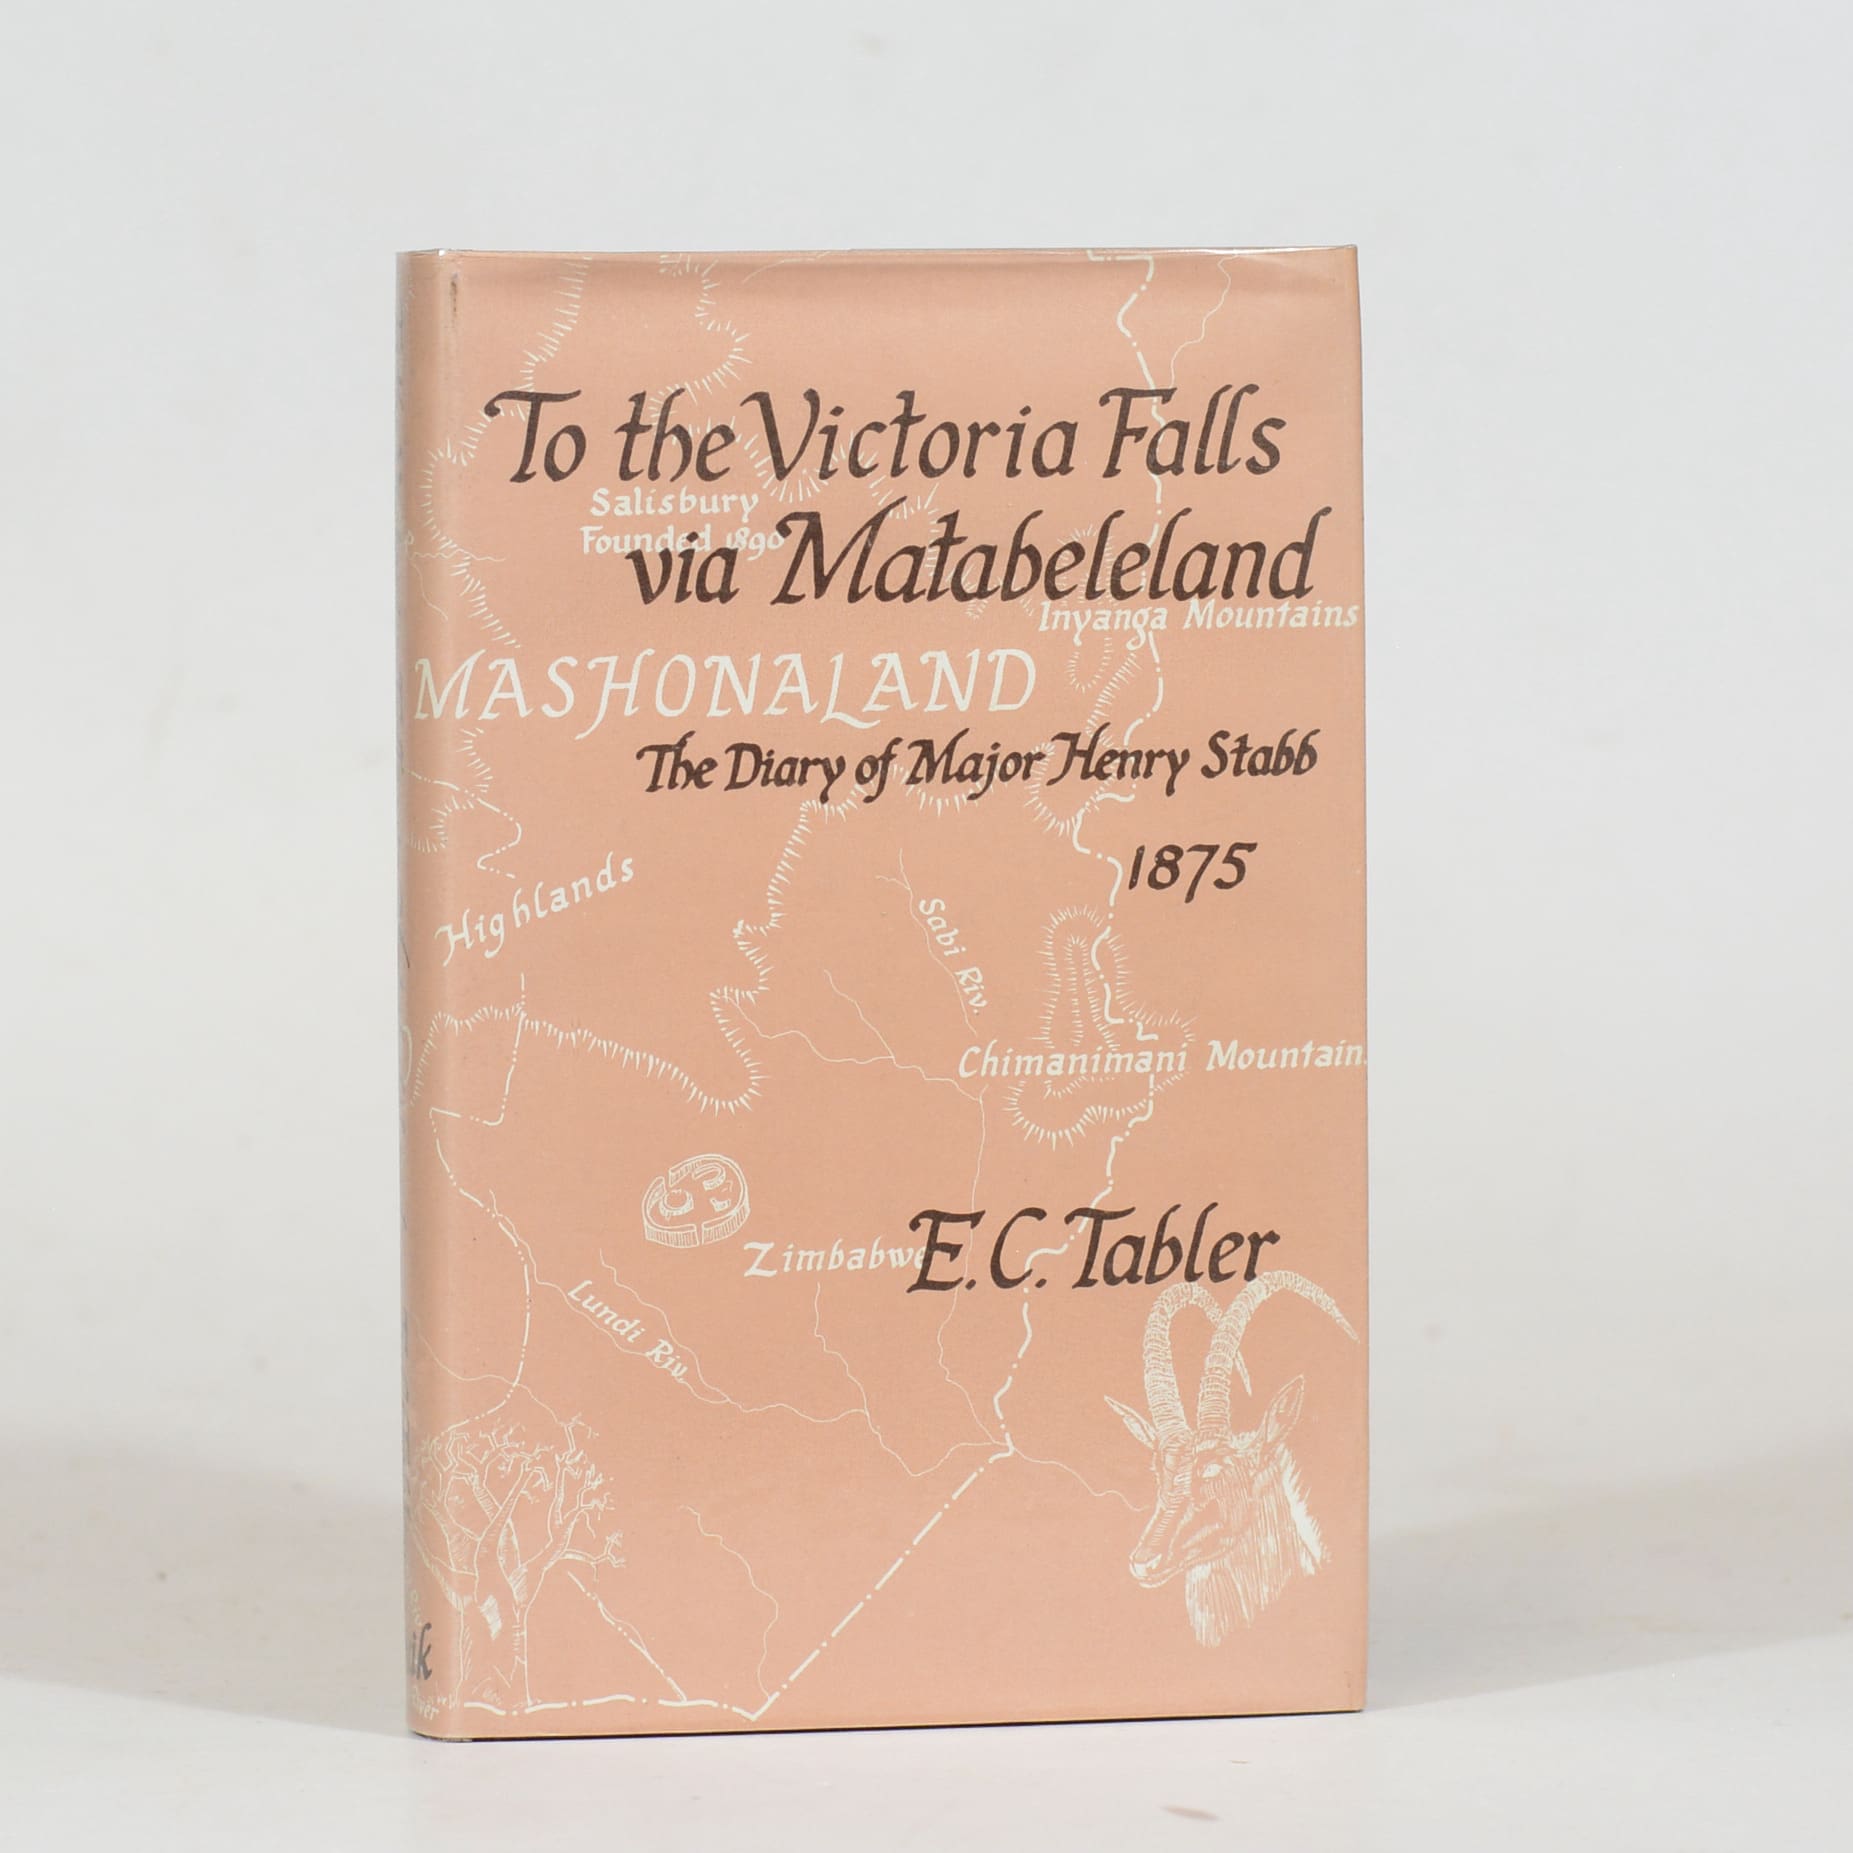 To the Victoria Falls
Salisbury
Founded 1890
via Matabeleland
Inyanga Mountains
MASHONALAND
The Diary of Major Henry Stabb
1875
Highlands
Sabi Riv.
Chimanimani Mountain
Zimbabwe
E.C. Tabler
Lundi Riv.